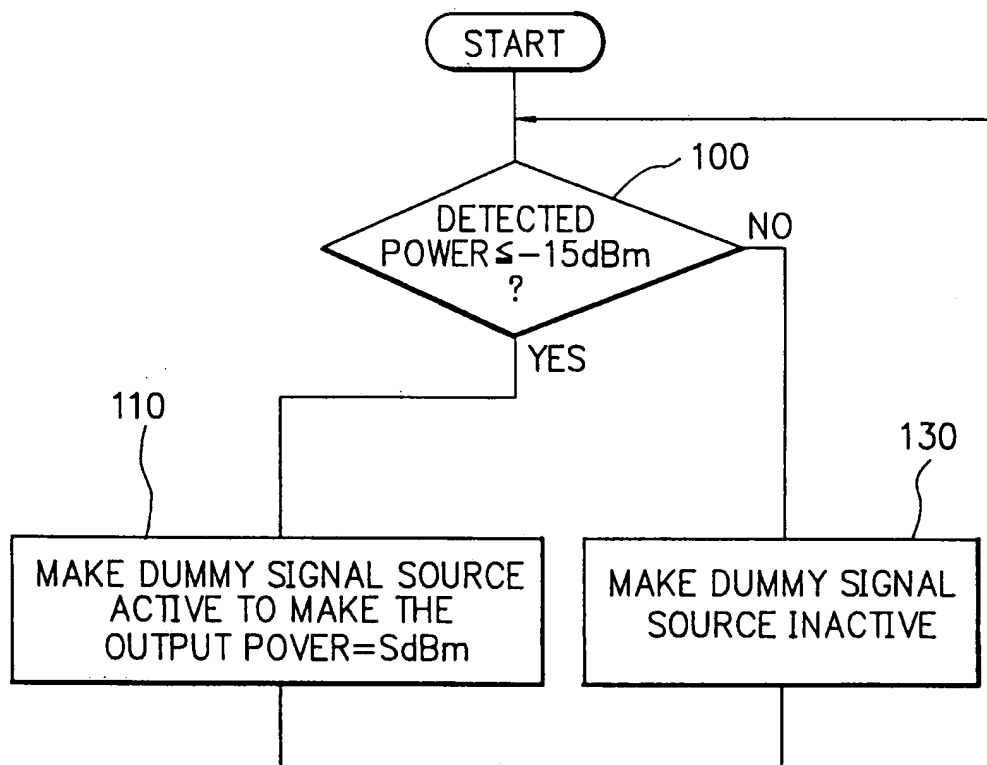 START
100
DETECTED
POWER≦-15dBm
?
NO
YES
110
130
MAKE DUMMY SIGNAL SOURCE
ACTIVE TO MAKE THE
OUTPUT POVER=SdBm
MAKE DUMMY SIGNAL
SOURCE INACTIVE